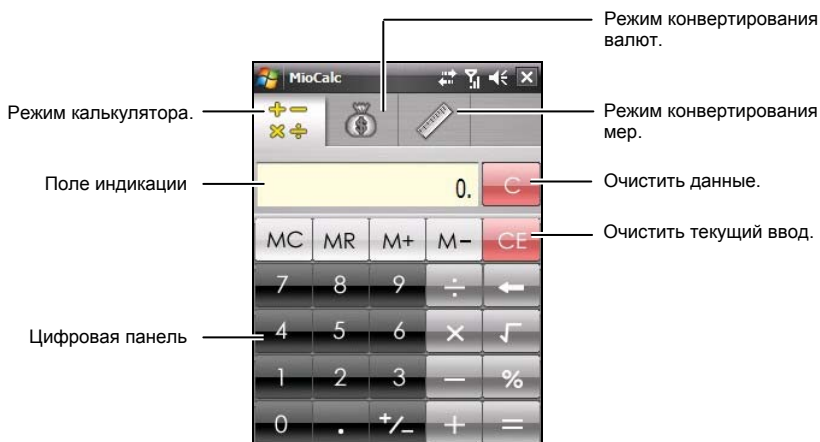 Режим конвертирования
валют.
MioCalc
Режим калькулятора.
Режим конвертирования
мер.
Поле индикации
0.
C
Очистить данные.
MC MR M+ M- CE
Очистить текущий ввод.
7 8 9 ÷ ←
Цифровая панель
4 5 6 × √
1 2 3 − %
0 . +/- + =